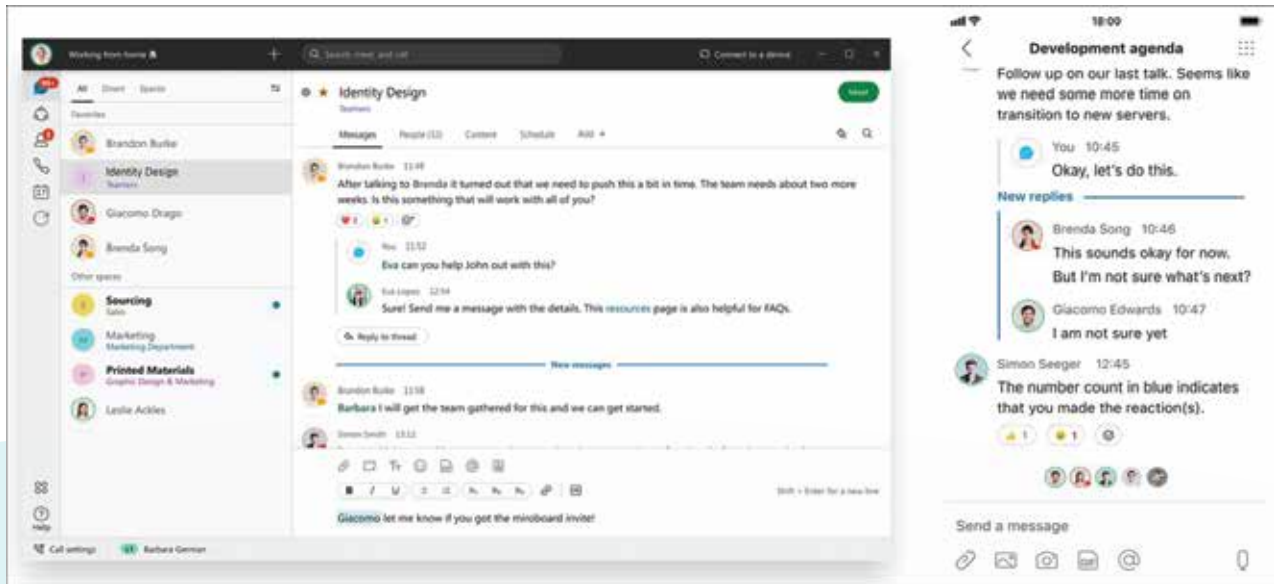 Working from home
Search, meet, and call
Connect to a device
All Direct Spaces
Favorites
Brandon Burke
Identity Design
Teamers
Giacomo Drago
Brenda Song
Other spaces
Sourcing
Sales
Marketing
Marketing Department
Printed Materials
Graphic Design & Marketing
Leslie Ackles
Help
Call settings
Barbara German
Identity Design
Teamers
Meet
Messages People (12) Content Schedule Add +
Brandon Burke 11:48
After talking to Brenda it turned out that we need to push this a bit in time. The team needs about two more
weeks. Is this something that will work with all of you?
You 11:52
Eva can you help John out with this?
Eva Lopez 12:54
Sure! Send me a message with the details. This resources page is also helpful for FAQs.
Reply to thread
New messages
Brandon Burke 11:58
Barbara I will get the team gathered for this and we can get started.
Simon Smith 13:12
B I U
Shift + Enter for a new line
Giacomo let me know if you got the miroboard invite!
18:00
Development agenda
Follow up on our last talk. Seems like
we need some more time on
transition to new servers.
You 10:45
Okay, let's do this.
New replies
Brenda Song 10:46
This sounds okay for now.
But I'm not sure what's next?
Giacomo Edwards 10:47
I am not sure yet
Simon Seeger 12:45
The number count in blue indicates
that you made the reaction(s).
1 1
Send a message